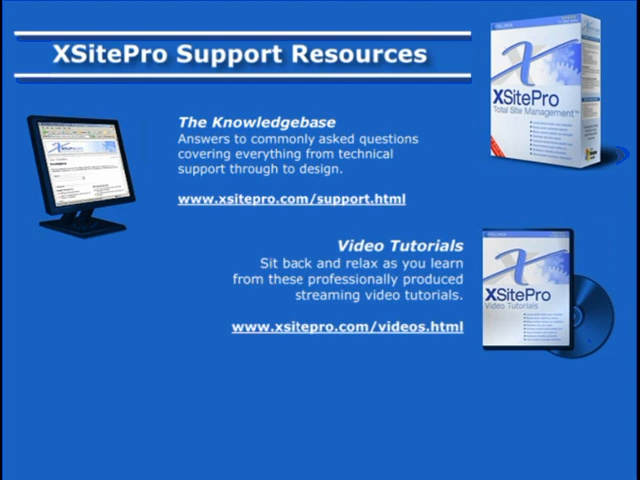 XSitePro Support Resources
XSitePro
Total Site Management™
The Knowledgebase
Answers to commonly asked questions
covering everything from technical
support through to design.
www.xsitepro.com/support.html
Video Tutorials
Sit back and relax as you learn
from these professionally produced
streaming video tutorials.
www.xsitepro.com/videos.html
XSitePro
Video Tutorials